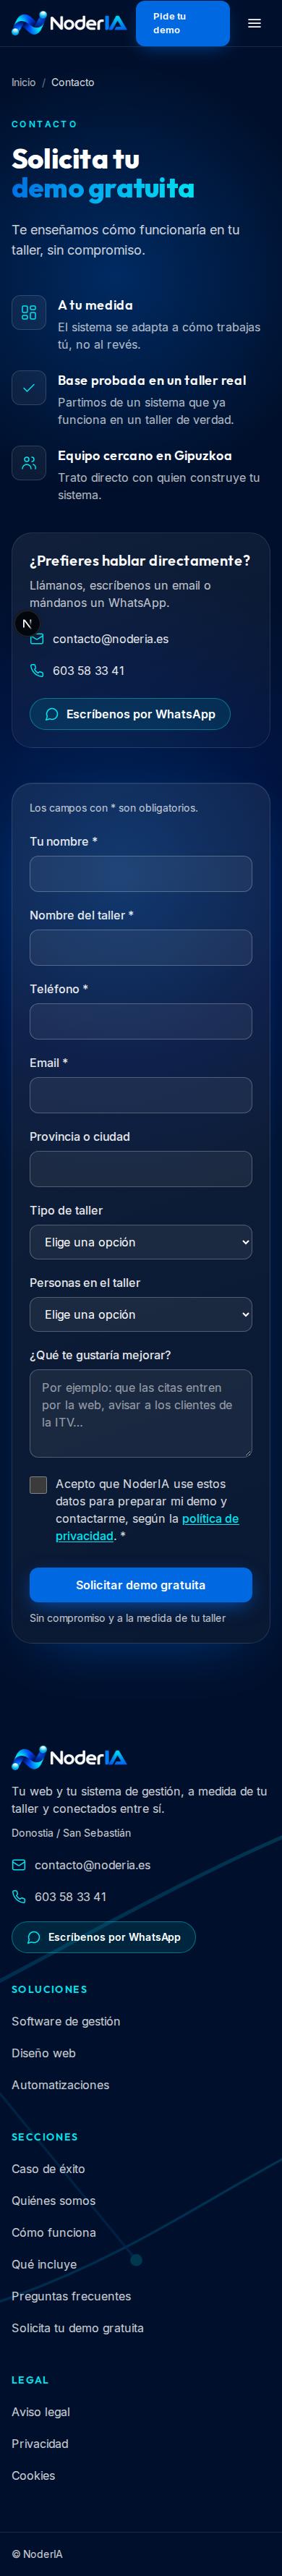 NoderIA
Pide tu
demo
Inicio / Contacto
CONTACTO
Solicita tu
demo gratuita
Te enseñamos cómo funcionaría en tu
taller, sin compromiso.
A tu medida
El sistema se adapta a cómo trabajas
tú, no al revés.
Base probada en un taller real
Partimos de un sistema que ya
funciona en un taller de verdad.
Equipo cercano en Gipuzkoa
Trato directo con quien construye tu
sistema.
¿Prefieres hablar directamente?
Llámanos, escríbenos un email o
mándanos un WhatsApp.
N
contacto@noderia.es
603 58 33 41
Escríbenos por WhatsApp
Los campos con * son obligatorios.
Tu nombre *
Nombre del taller *
Teléfono *
Email *
Provincia o ciudad
Tipo de taller
Elige una opción
Personas en el taller
Elige una opción
¿Qué te gustaría mejorar?
Por ejemplo: que las citas entren
por la web, avisar a los clientes de
la ITV...
Acepto que NoderIA use estos
datos para preparar mi demo y
contactarme, según la política de
privacidad. *
Solicitar demo gratuita
Sin compromiso y a la medida de tu taller
NoderIA
Tu web y tu sistema de gestión, a medida de tu
taller y conectados entre sí.
Donostia / San Sebastián
contacto@noderia.es
603 58 33 41
Escríbenos por WhatsApp
SOLUCIONES
Software de gestión
Diseño web
Automatizaciones
SECCIONES
Caso de éxito
Quiénes somos
Cómo funciona
Qué incluye
Preguntas frecuentes
Solicita tu demo gratuita
LEGAL
Aviso legal
Privacidad
Cookies
© NoderIA